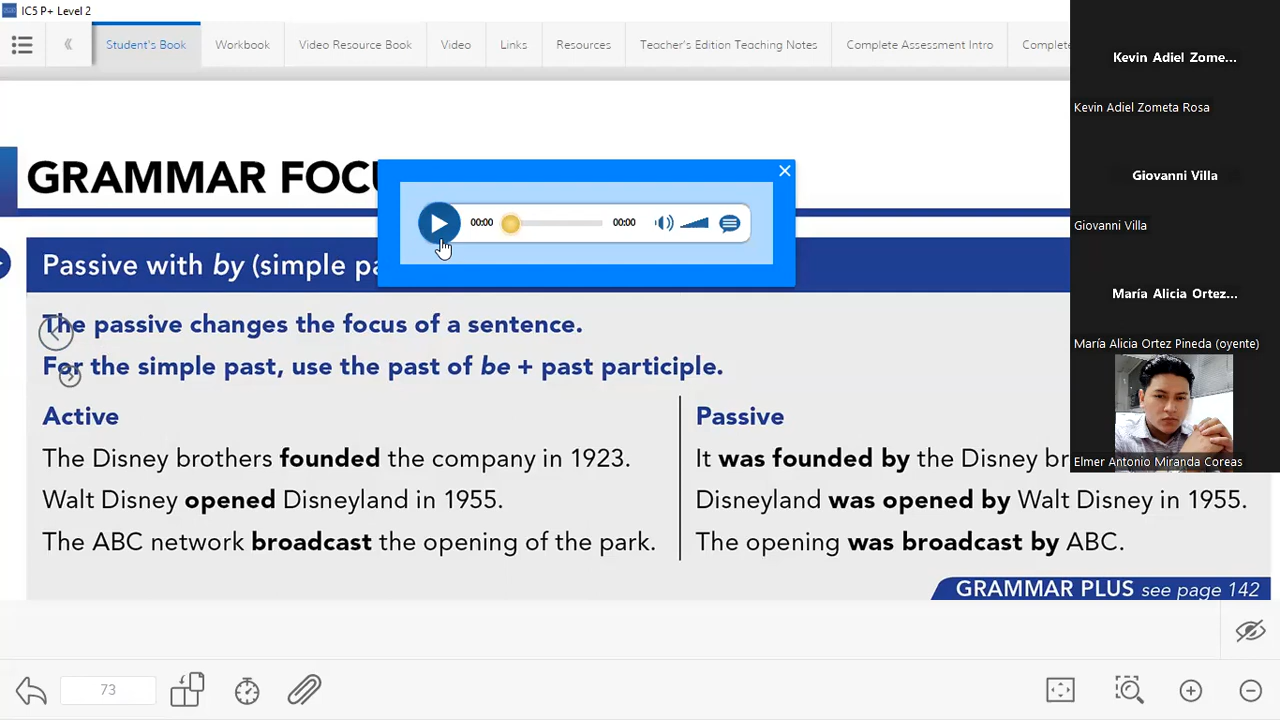 IC5 P+ Level 2
Student's Book
Workbook
Video Resource Book
Video
Links
Resources
Teacher's Edition Teaching Notes
Complete Assessment Intro
Complete
GRAMMAR FOCU
00:00
00:00
Passive with by (simple pa
The passive changes the focus of a sentence.
For the simple past, use the past of be + past participle.
Active
The Disney brothers founded the company in 1923.
Walt Disney opened Disneyland in 1955.
The ABC network broadcast the opening of the park.
Passive
It was founded by the Disney br
Disneyland was opened by Walt Disney in 1955.
The opening was broadcast by ABC.
GRAMMAR PLUS see page 142
73
Kevin Adiel Zome...
Kevin Adiel Zometa Rosa
Giovanni Villa
Giovanni Villa
María Alicia Ortez...
María Alicia Ortez Pineda (oyente)
Elmer Antonio Miranda Coreas